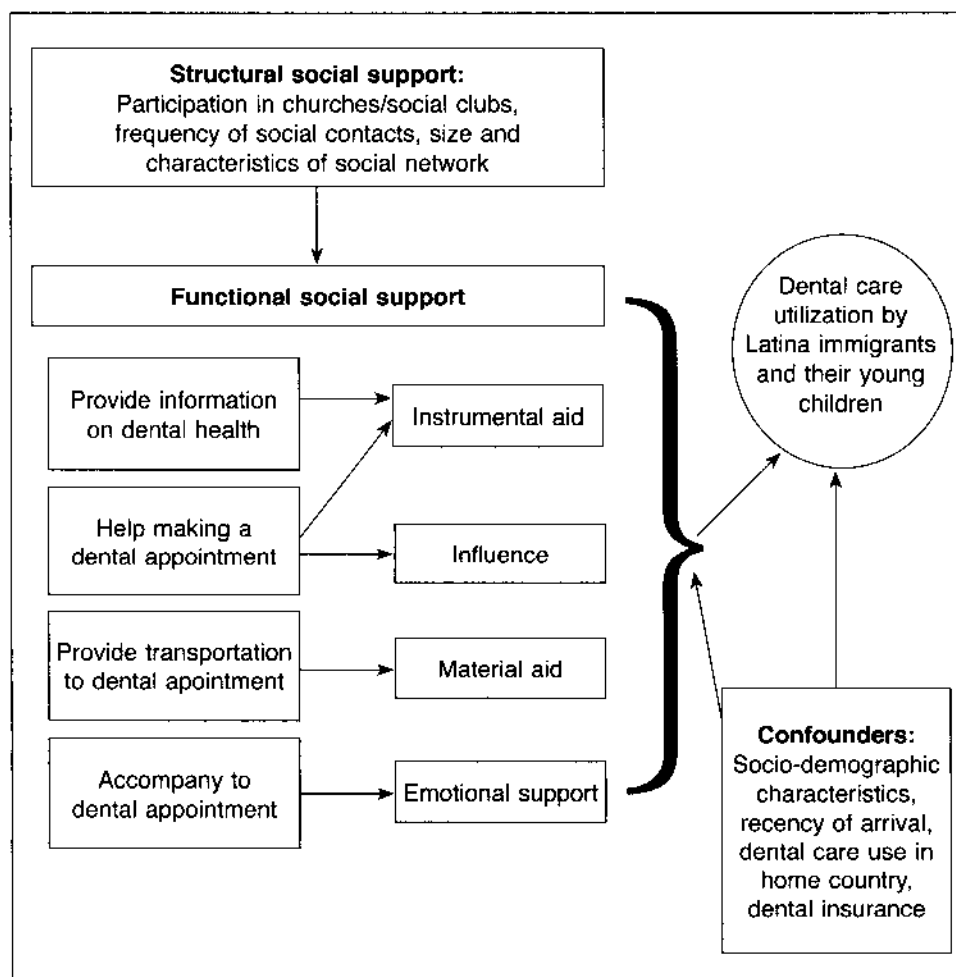 Structural social support:
Participation in churches/social clubs,
frequency of social contacts, size and
characteristics of social network
Functional social support
Provide information
on dental health
Instrumental aid
Help making a
dental appointment
Influence
Provide transportation
to dental apointment
Material aid
Accompany to
dental appointment
Emotional support
Dental care
utilization by
Latina immigrants
and their young
children
Confounders:
Socio-demographic
characteristics,
recency of arrival,
dental care use in
home country,
dental insurance